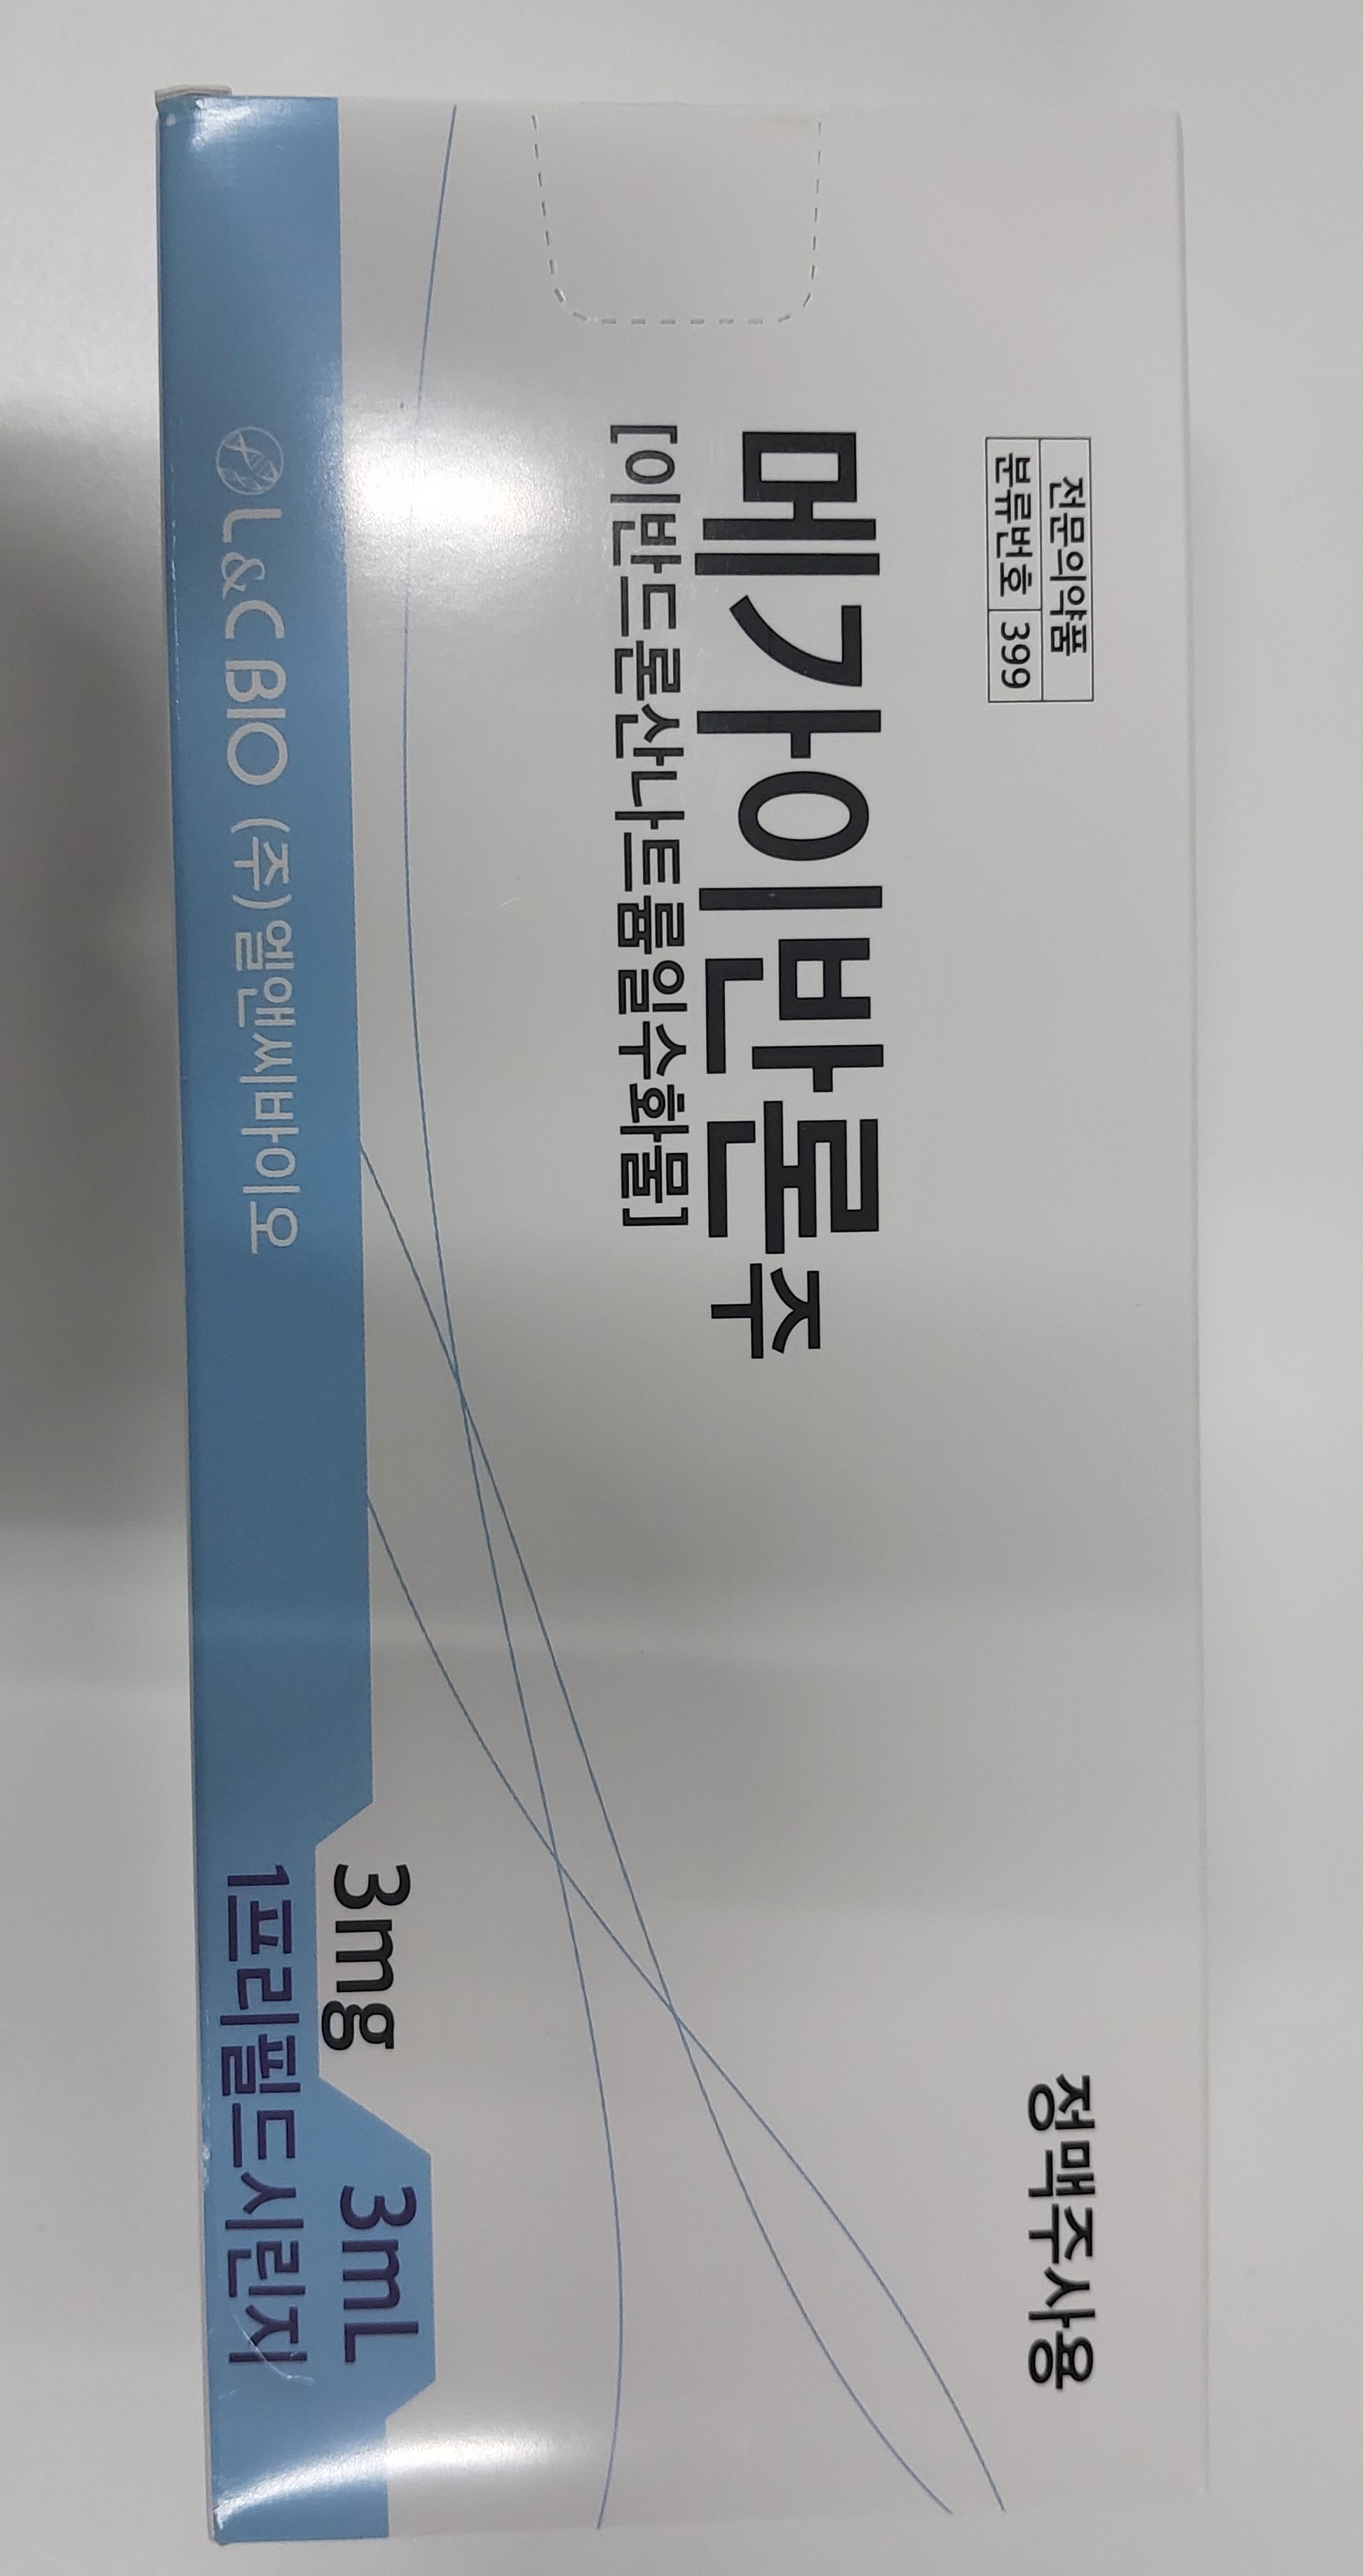 전문의약품
분류번호 399
정맥주사용
메가이반론주
[이반드론산나트륨일수화물]
3mg
3mL
L&C BIO (주)엘앤씨바이오
1프리필드시린지